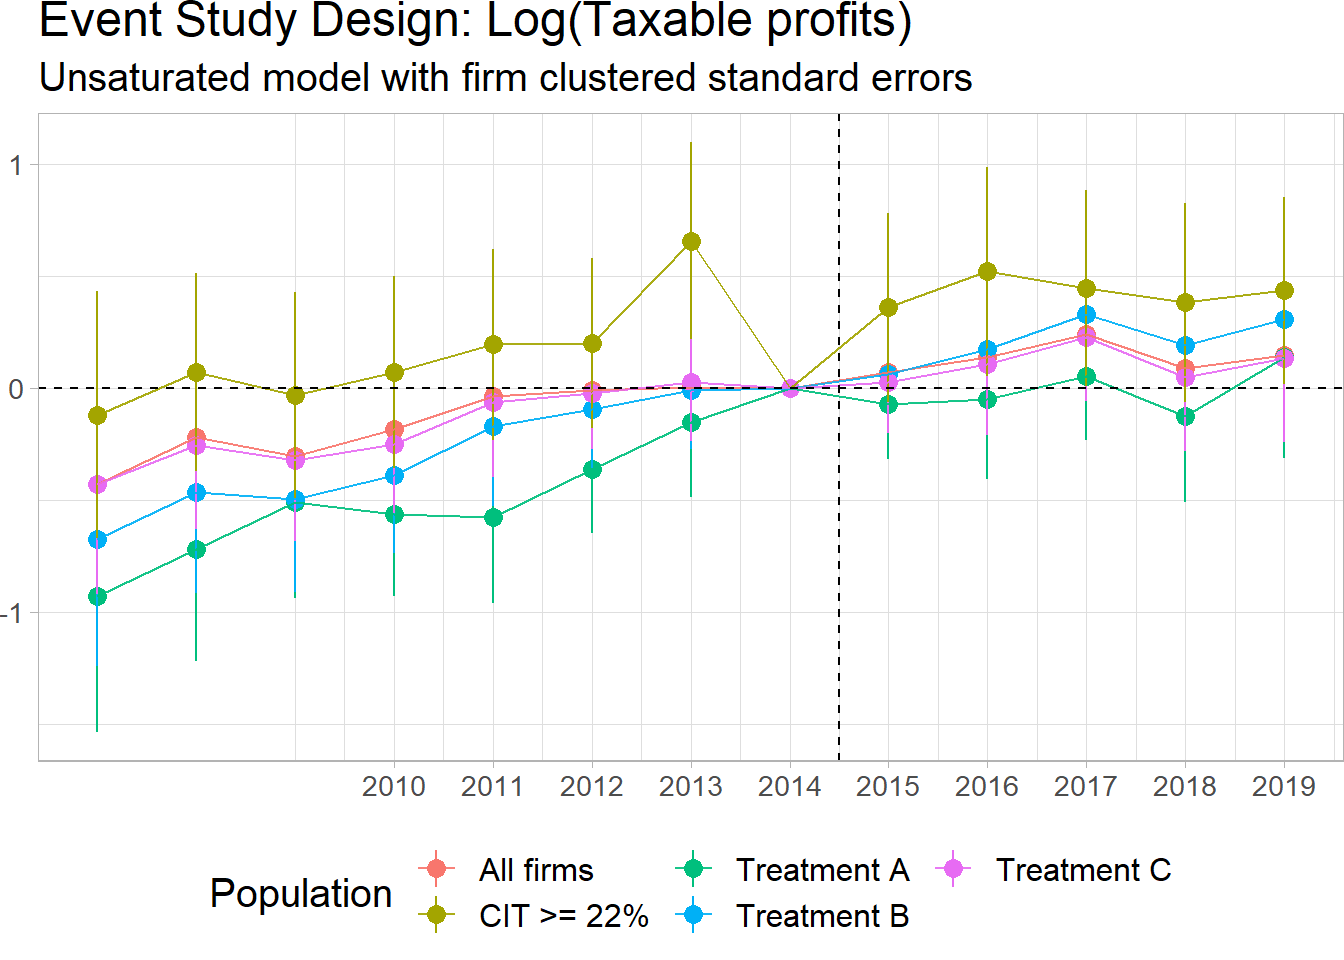 Event Study Design: Log(Taxable profits)
Unsaturated model with firm clustered standard errors
1
0
-1
2010 2011 2012 2013 2014 2015 2016 2017 2018 2019
Population
All firms Treatment A Treatment C
CIT >= 22% Treatment B